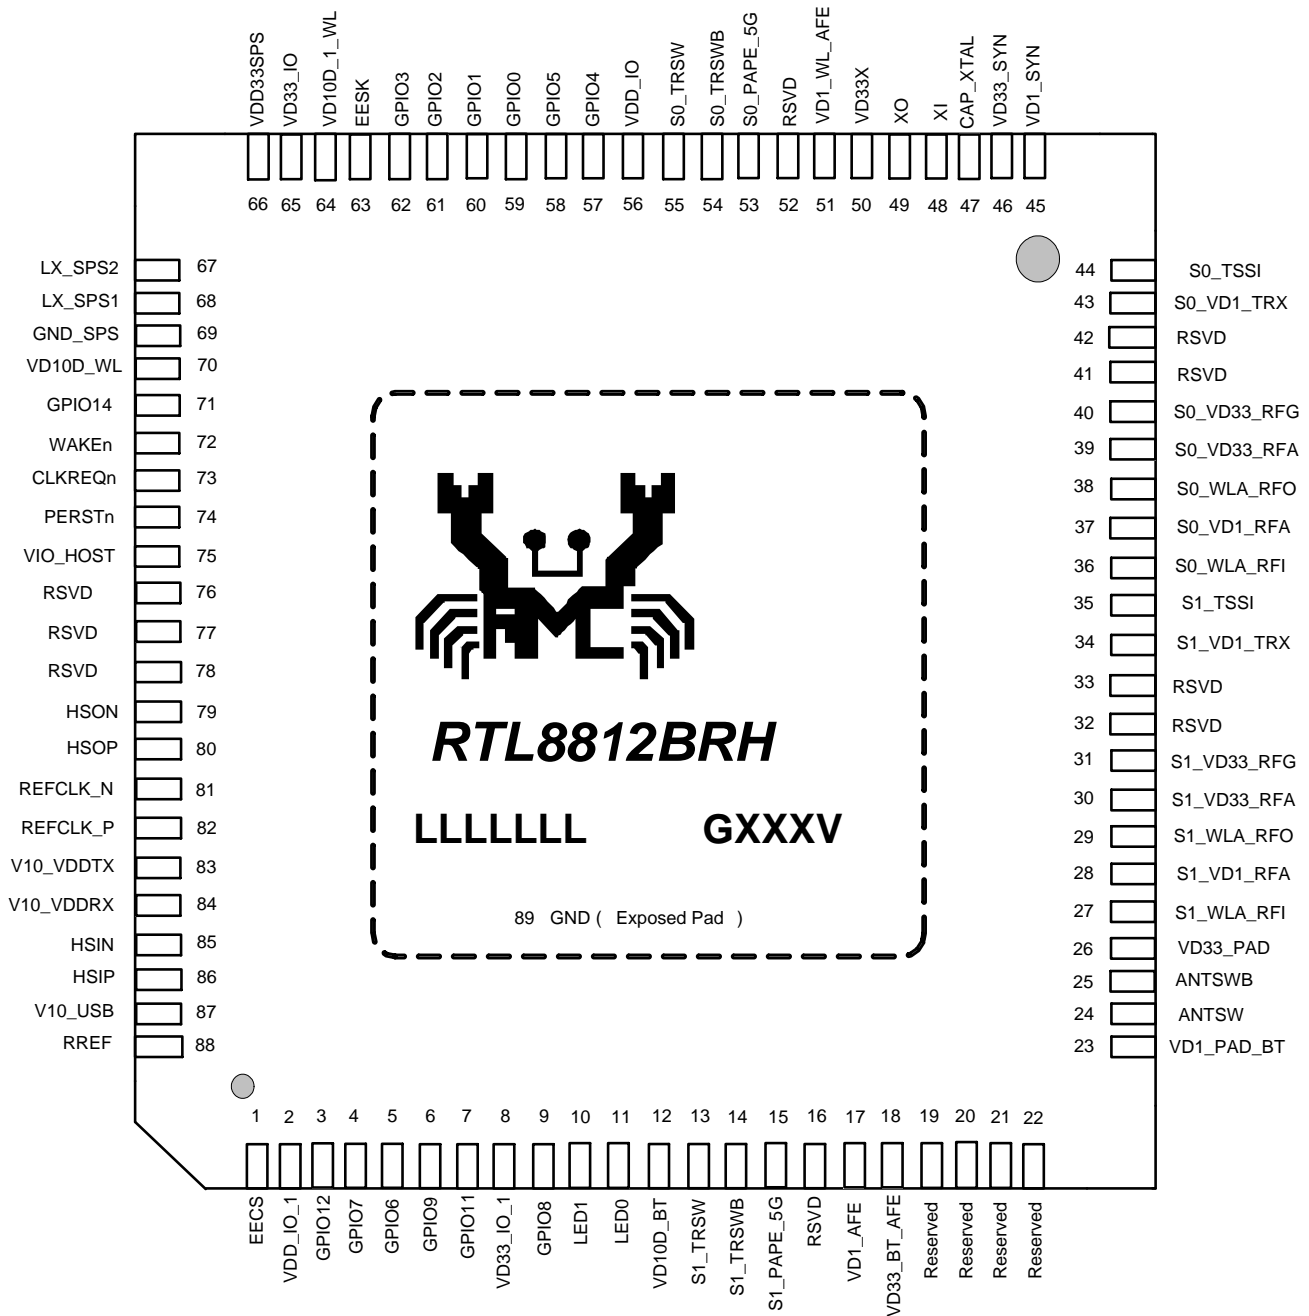 VDD33SPS
VD33_IO
VD10D_1_WL
EESK
GPIO3
GPIO2
GPIO1
GPIO0
GPIO5
GPIO4
VDD_IO
S0_TRSW
S0_TRSWB
S0_PAPE_5G
RSVD
VD1_WL_AFE
VD33X
XO
XI
CAP_XTAL
VD33_SYN
VD1_SYN
66 65 64 63 62 61 60 59 58 57 56 55 54 53 52 51 50 49 48 47 46 45
LX_SPS2 67
LX_SPS1 68
GND_SPS 69
VD10D_WL 70
GPIO14 71
WAKEn 72
CLKREQn 73
PERSTn 74
VIO_HOST 75
RSVD 76
RSVD 77
RSVD 78
HSON 79
HSOP 80
REFCLK_N 81
REFCLK_P 82
V10_VDDTX 83
V10_VDDRX 84
HSIN 85
HSIP 86
V10_USB 87
RREF 88
RTL8812BRH
LLLLLLL GXXXV
89 GND ( Exposed Pad )
44 S0_TSSI
43 S0_VD1_TRX
42 RSVD
41 RSVD
40 S0_VD33_RFG
39 S0_VD33_RFA
38 S0_WLA_RFO
37 S0_VD1_RFA
36 S0_WLA_RFI
35 S1_TSSI
34 S1_VD1_TRX
33 RSVD
32 RSVD
31 S1_VD33_RFG
30 S1_VD33_RFA
29 S1_WLA_RFO
28 S1_VD1_RFA
27 S1_WLA_RFI
26 VD33_PAD
25 ANTSWB
24 ANTSW
23 VD1_PAD_BT
1 2 3 4 5 6 7 8 9 10 11 12 13 14 15 16 17 18 19 20 21 22
EECS
VDD_IO_1
GPIO12
GPIO7
GPIO6
GPIO9
GPIO11
VD33_IO_1
GPIO8
LED1
LED0
VD10D_BT
S1_TRSW
S1_TRSWB
S1_PAPE_5G
RSVD
VD1_AFE
VD33_BT_AFE
Reserved
Reserved
Reserved
Reserved